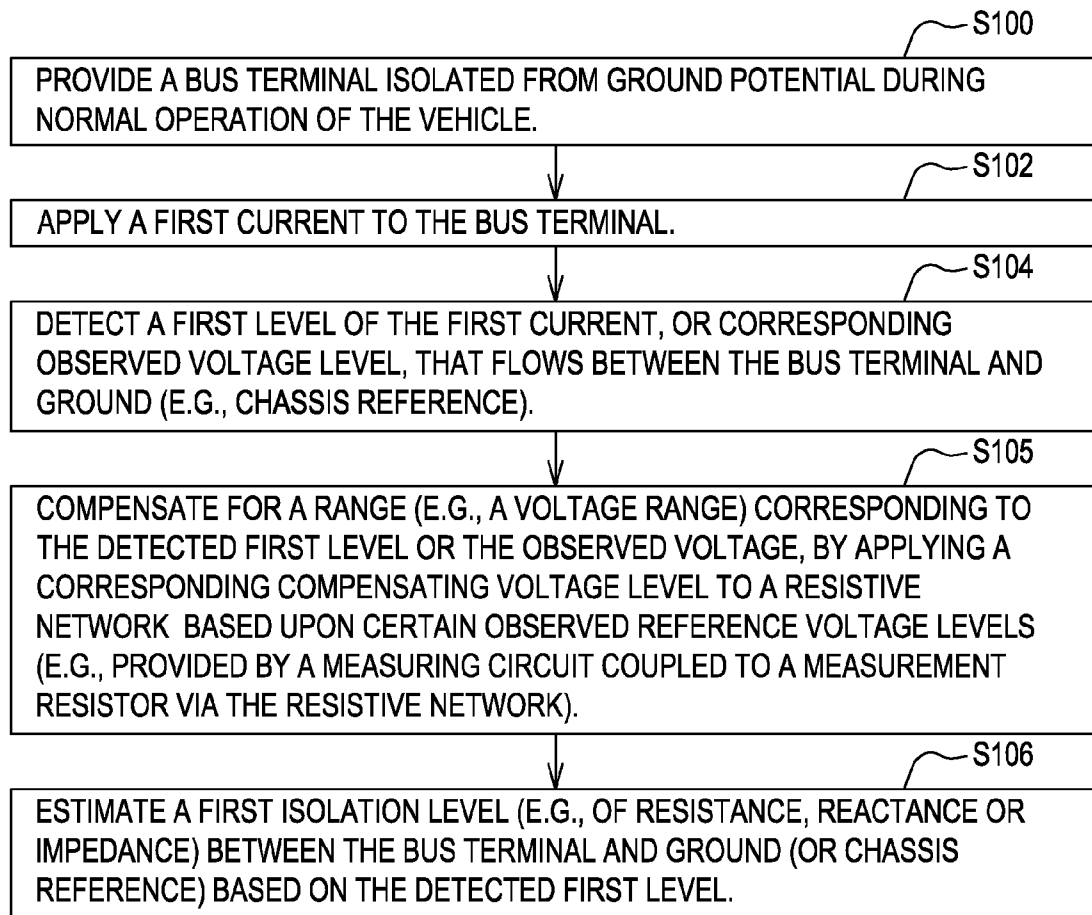 S100
PROVIDE A BUS TERMINAL ISOLATED FROM GROUND POTENTIAL DURING
NORMAL OPERATION OF THE VEHICLE.
S102
APPLY A FIRST CURRENT TO THE BUS TERMINAL.
S104
DETECT A FIRST LEVEL OF THE FIRST CURRENT, OR CORRESPONDING
OBSERVED VOLTAGE LEVEL, THAT FLOWS BETWEEN THE BUS TERMINAL AND
GROUND (E.G., CHASSIS REFERENCE).
S105
COMPENSATE FOR A RANGE (E.G., A VOLTAGE RANGE) CORRESPONDING TO
THE DETECTED FIRST LEVEL OR THE OBSERVED VOLTAGE, BY APPLYING A
CORRESPONDING COMPENSATING VOLTAGE LEVEL TO A RESISTIVE
NETWORK BASED UPON CERTAIN OBSERVED REFERENCE VOLTAGE LEVELS
(E.G., PROVIDED BY A MEASURING CIRCUIT COUPLED TO A MEASUREMENT
RESISTOR VIA THE RESISTIVE NETWORK).
S106
ESTIMATE A FIRST ISOLATION LEVEL (E.G., OF RESISTANCE, REACTANCE OR
IMPEDANCE) BETWEEN THE BUS TERMINAL AND GROUND (OR CHASSIS
REFERENCE) BASED ON THE DETECTED FIRST LEVEL.